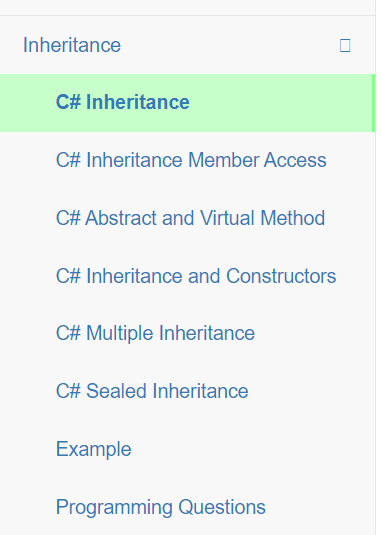 Inheritance
C# Inheritance
C# Inheritance Member Access
C# Abstract and Virtual Method
C# Inheritance and Constructors
C# Multiple Inheritance
C# Sealed Inheritance
Example
Programming Questions